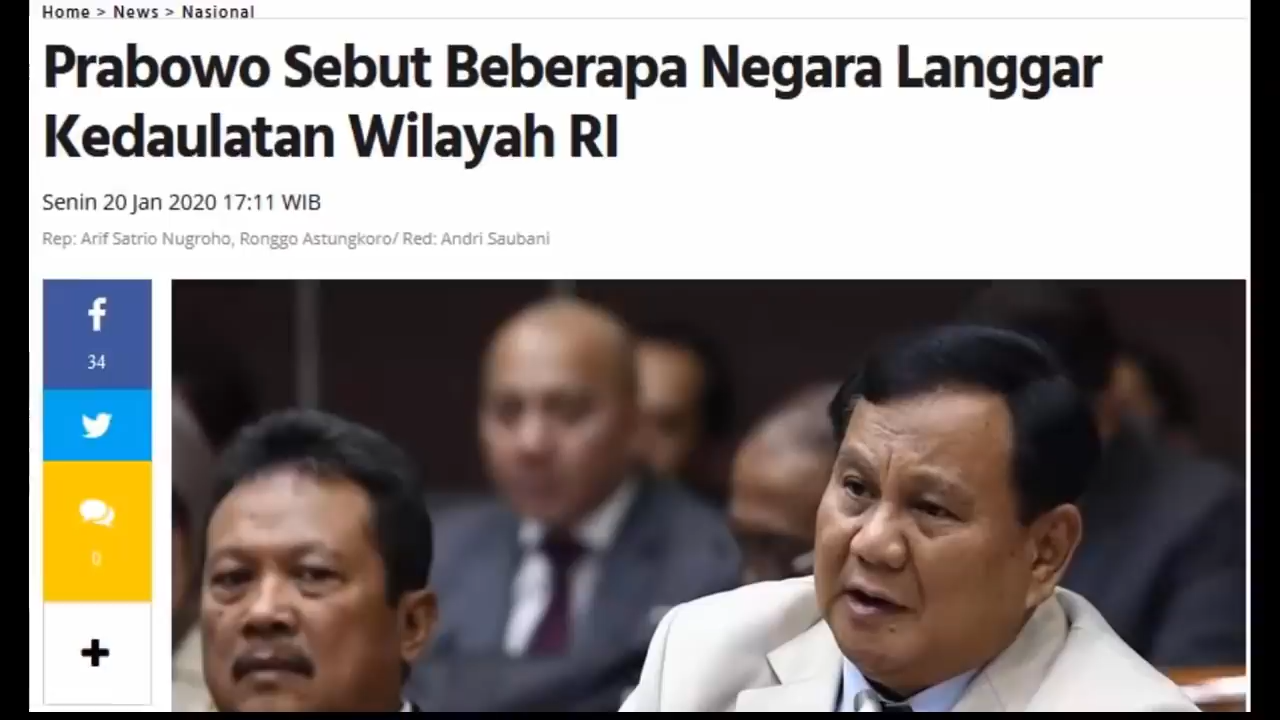 Home > News > Nasional
Prabowo Sebut Beberapa Negara Langgar
Kedaulatan Wilayah RI
Senin 20 Jan 2020 17:11 WIB
Rep: Arif Satrio Nugroho, Ronggo Astungkoro/ Red: Andri Saubani
34
0